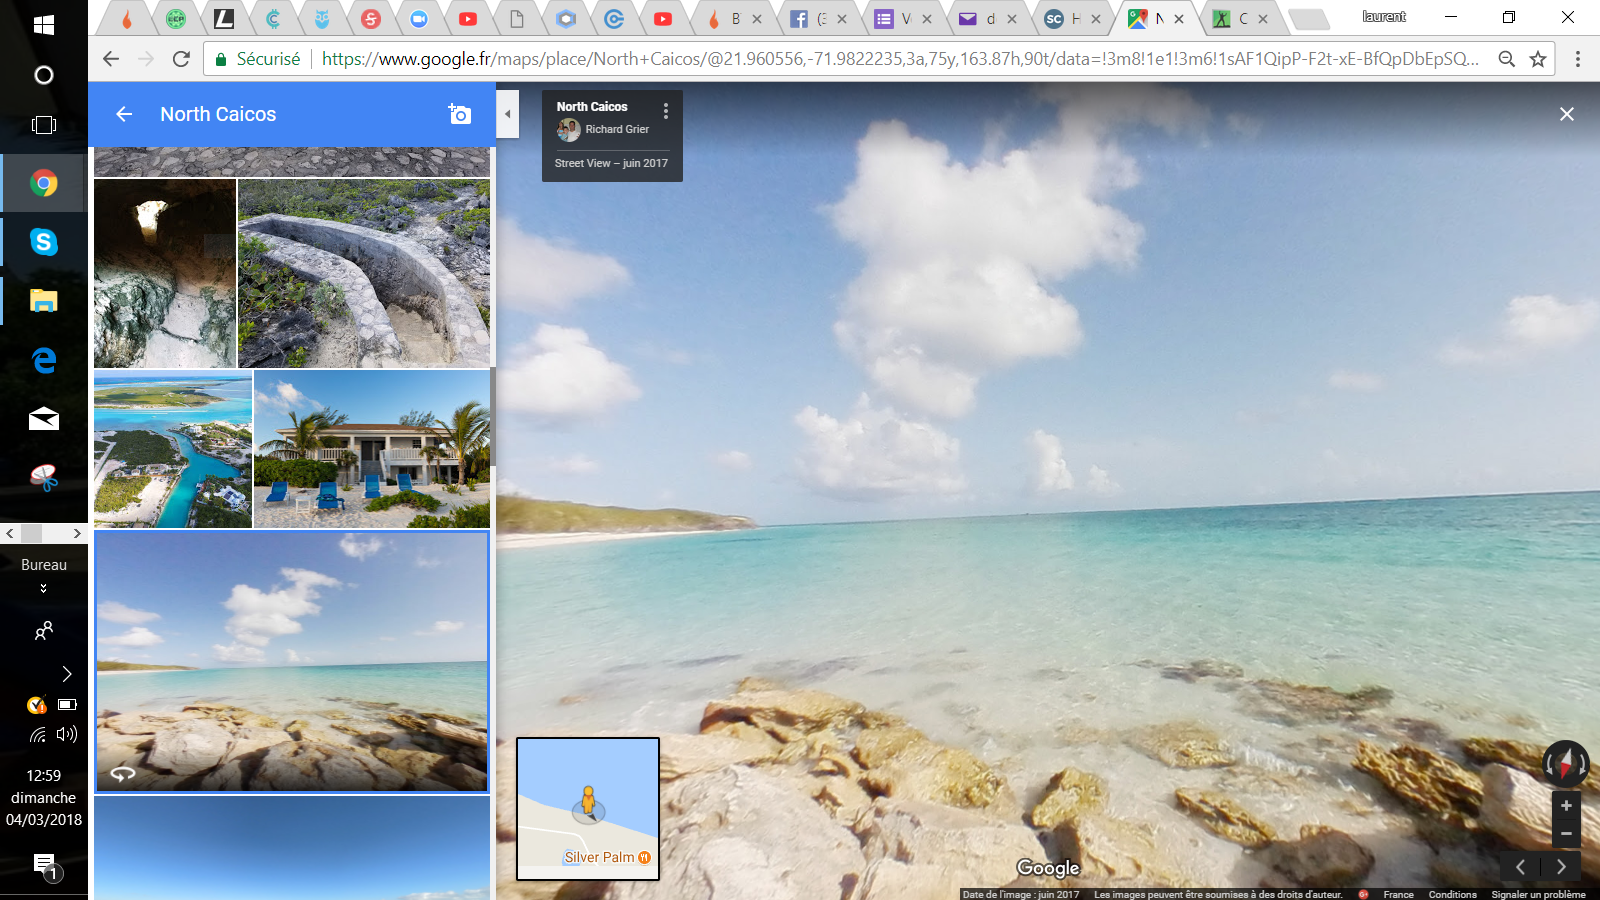 B
(3
V
d
H
N
C
laurent
Sécurisé
https://www.google.fr/maps/place/North+Caicos/@21.960556,-71.9822235,3a,75y,163.87h,90t/data=!3m8!1e1!3m6!1sAF1QipP-F2t-xE-BfQpDbEpSQ...
North Caicos
North Caicos
Richard Grier
Street View – juin 2017
Bureau
12:59
dimanche
04/03/2018
1
Silver Palm
Google
Date de l'image : juin 2017
Les images peuvent être soumises à des droits d'auteur.
France
Conditions
Signaler un problème